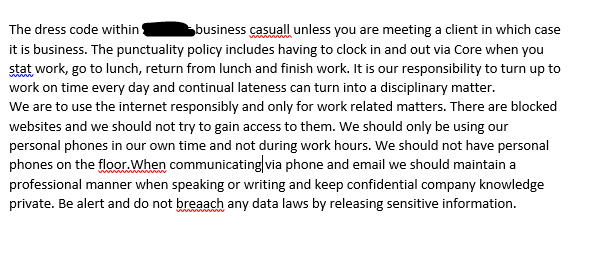 The dress code within business casuall unless you are meeting a client in which case
it is business. The punctuality policy includes having to clock in and out via Core when you
stat work, go to lunch, return from lunch and finish work. It is our responsibility to turn up to
work on time every day and continual lateness can turn into a disciplinary matter.
We are to use the internet responsibly and only for work related matters. There are blocked
websites and we should not try to gain access to them. We should only be using our
personal phones in our own time and not during work hours. We should not have personal
phones on the floor.When communicating via phone and email we should maintain a
professional manner when speaking or writing and keep confidential company knowledge
private. Be alert and do not breaach any data laws by releasing sensitive information.